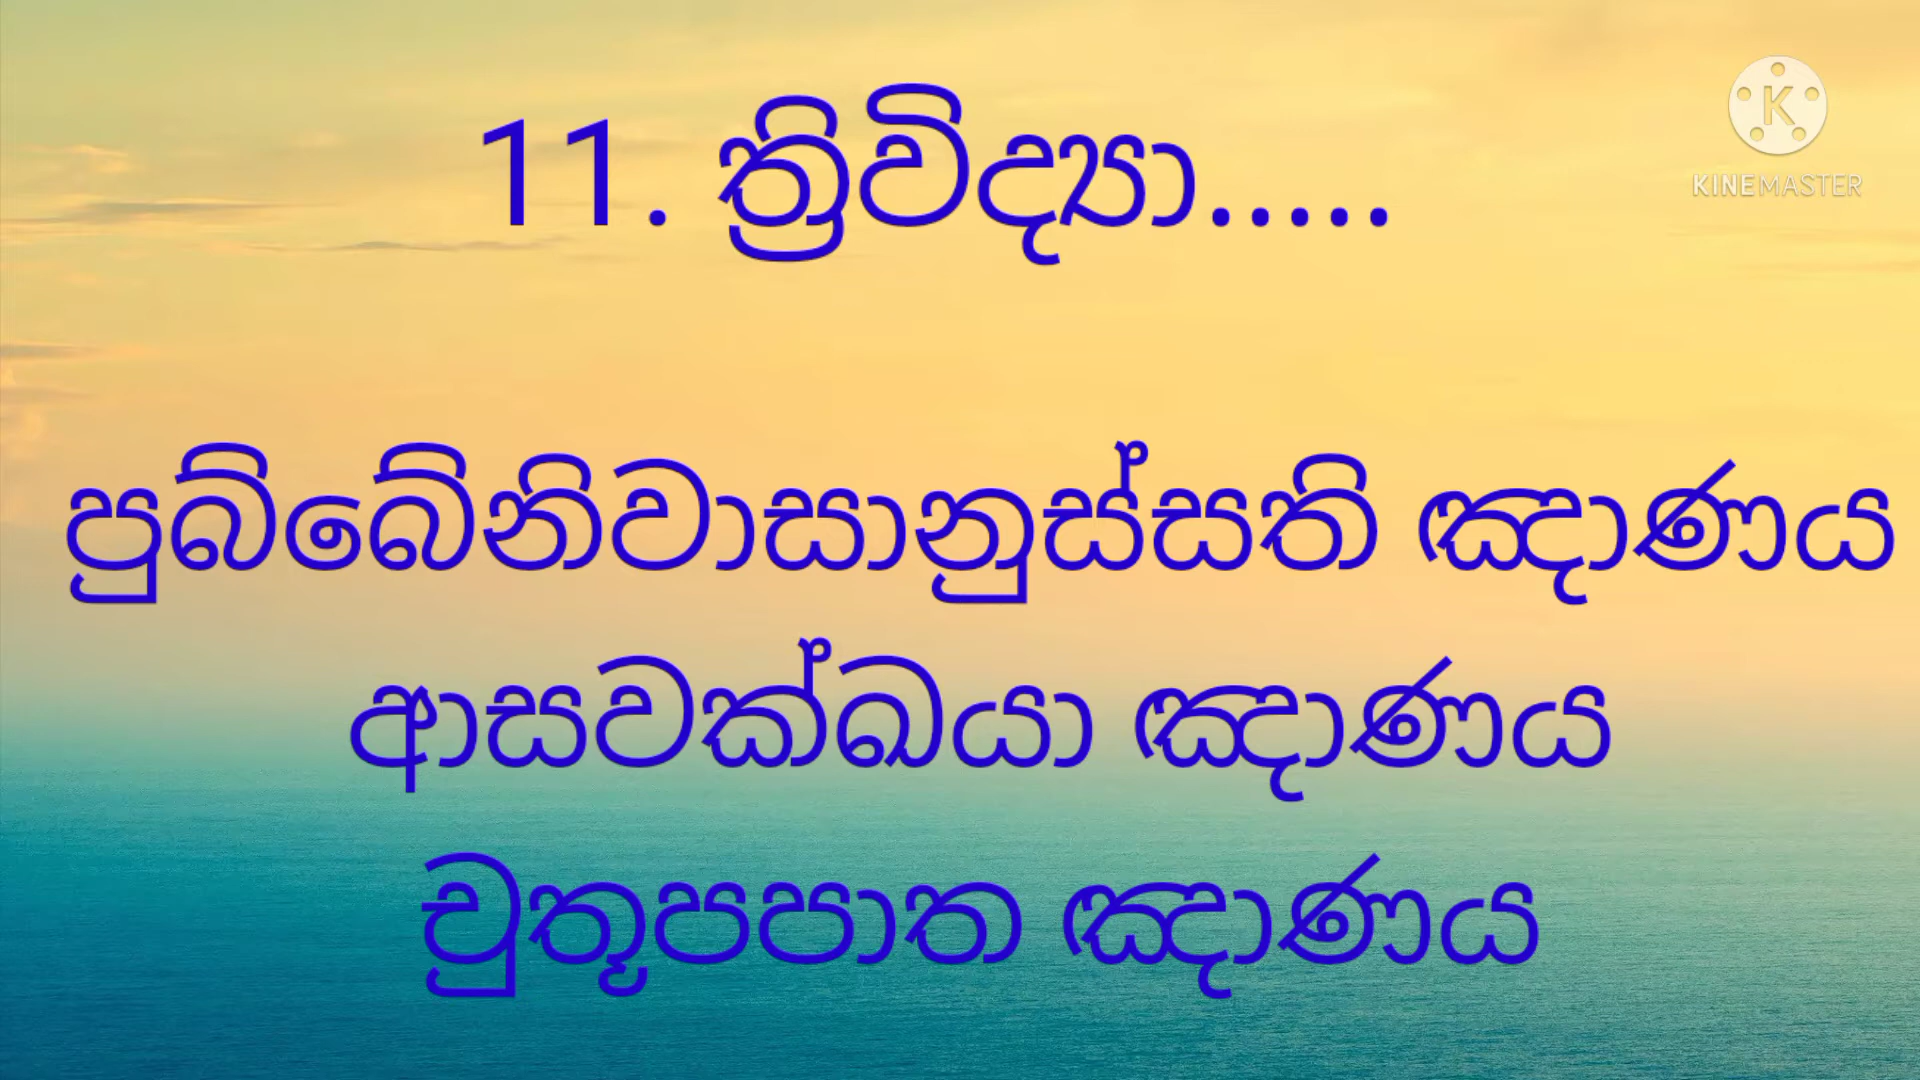 11. ත්‍රිවිද්‍යා.....
KINEMASTER
පුබ්බේනිවාසානුස්සති ඤාණය
ආසවක්ඛයා ඤාණය
චුතූපපාත ඤාණය